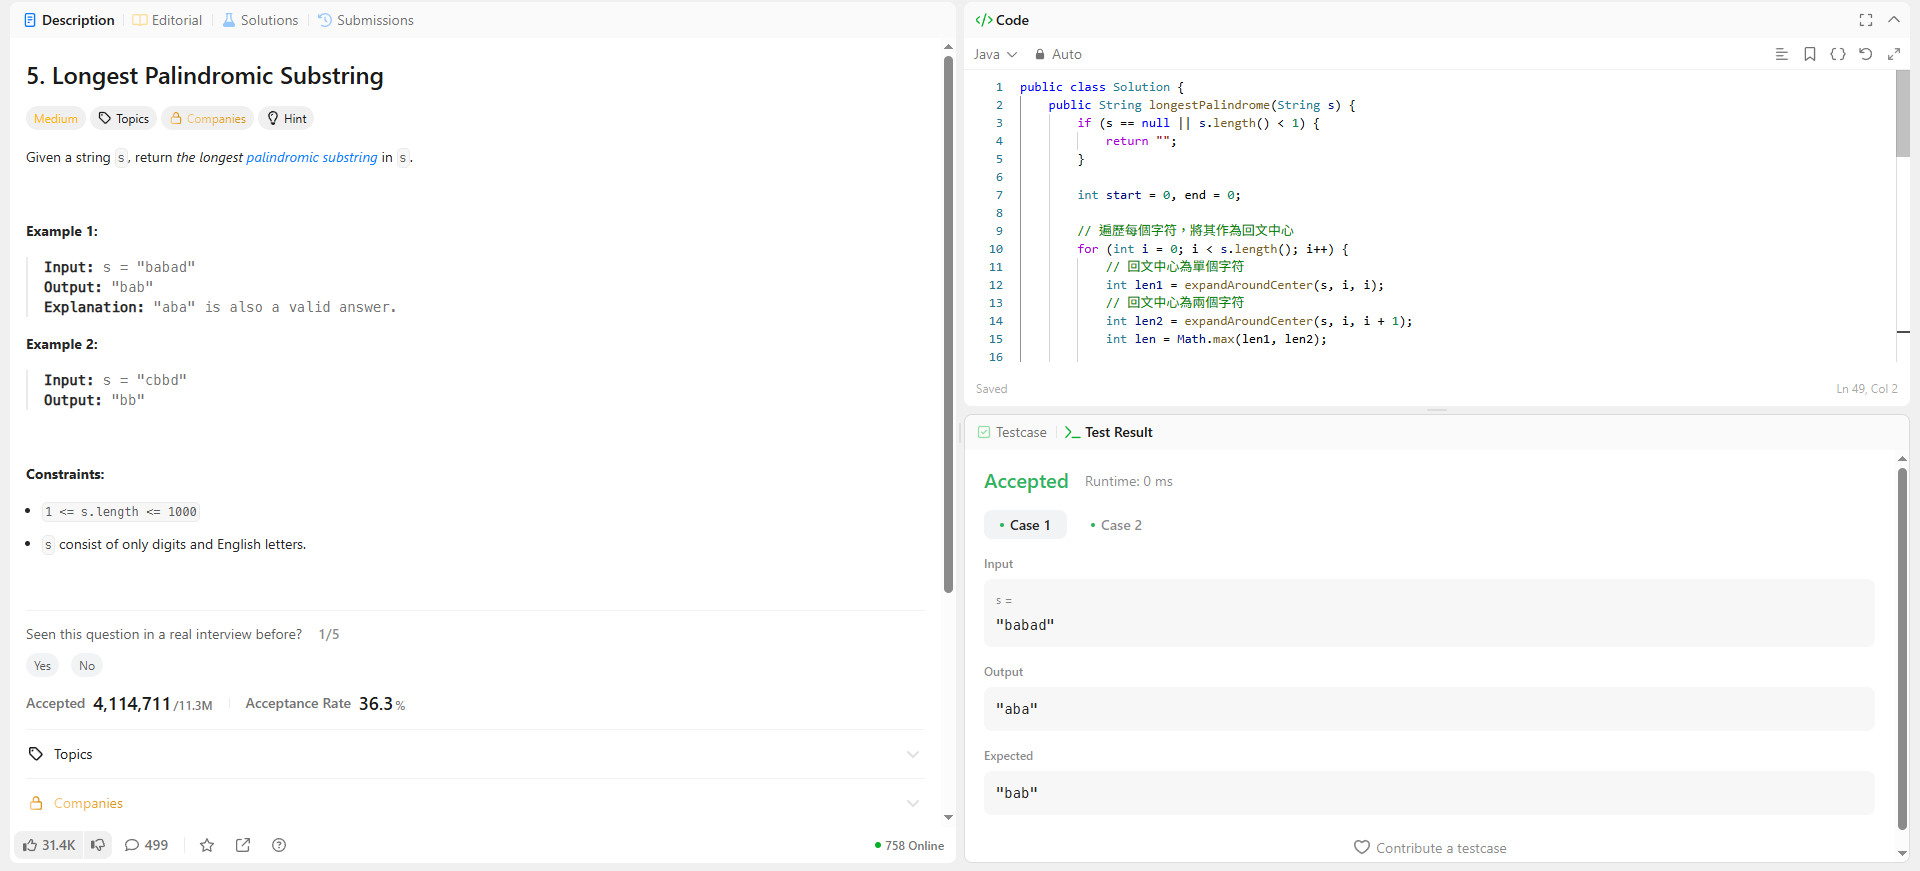 Description
Editorial
Solutions
Submissions
5. Longest Palindromic Substring
Medium
Topics
Companies
Hint
Given a string s, return the longest palindromic substring in s.
Example 1:
Input: s = "babad"
Output: "bab"
Explanation: "aba" is also a valid answer.
Example 2:
Input: s = "cbbd"
Output: "bb"
Constraints:
1 <= s.length <= 1000
s consist of only digits and English letters.
Seen this question in a real interview before? 1/5
Yes
No
Accepted 4,114,711/11.3M
Acceptance Rate 36.3%
Topics
Companies
31.4K
499
758 Online
</> Code
Java
Auto
1 public class Solution {
2 public String longestPalindrome(String s) {
3 if (s == null || s.length() < 1) {
4 return "";
5 }
6
7 int start = 0, end = 0;
8
9 // 遍歷每個字符，將其作為回文中心
10 for (int i = 0; i < s.length(); i++) {
11 // 回文中心為單個字符
12 int len1 = expandAroundCenter(s, i, i);
13 // 回文中心為兩個字符
14 int len2 = expandAroundCenter(s, i, i + 1);
15 int len = Math.max(len1, len2);
16
Saved
Ln 49, Col 2
Testcase
Test Result
Accepted
Runtime: 0 ms
Case 1
Case 2
Input
s =
"babad"
Output
"aba"
Expected
"bab"
Contribute a testcase